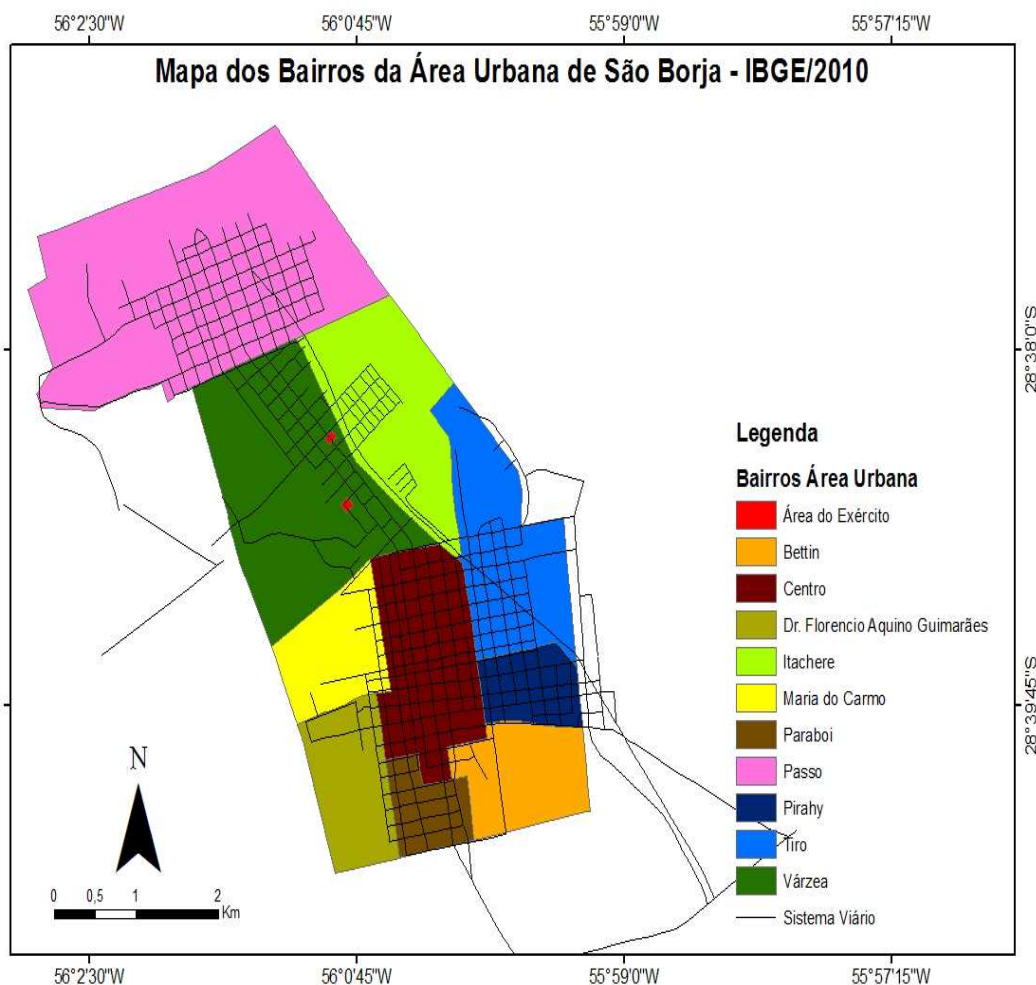 56°2'30"W 56°0'45"W 55°59'0"W 55°57'15"W
Mapa dos Bairros da Área Urbana de São Borja - IBGE/2010
28°38'0"S
Legenda
Bairros Área Urbana
Área do Exército
Bettin
Centro
Dr. Florencio Aquino Guimarães
Itachere
Maria do Carmo
Paraboi
Passo
Pirahy
Tiro
Várzea
Sistema Viário
28°39'45"S
N
0 0,5 1 2
Km
56°2'30"W 56°0'45"W 55°59'0"W 55°57'15"W